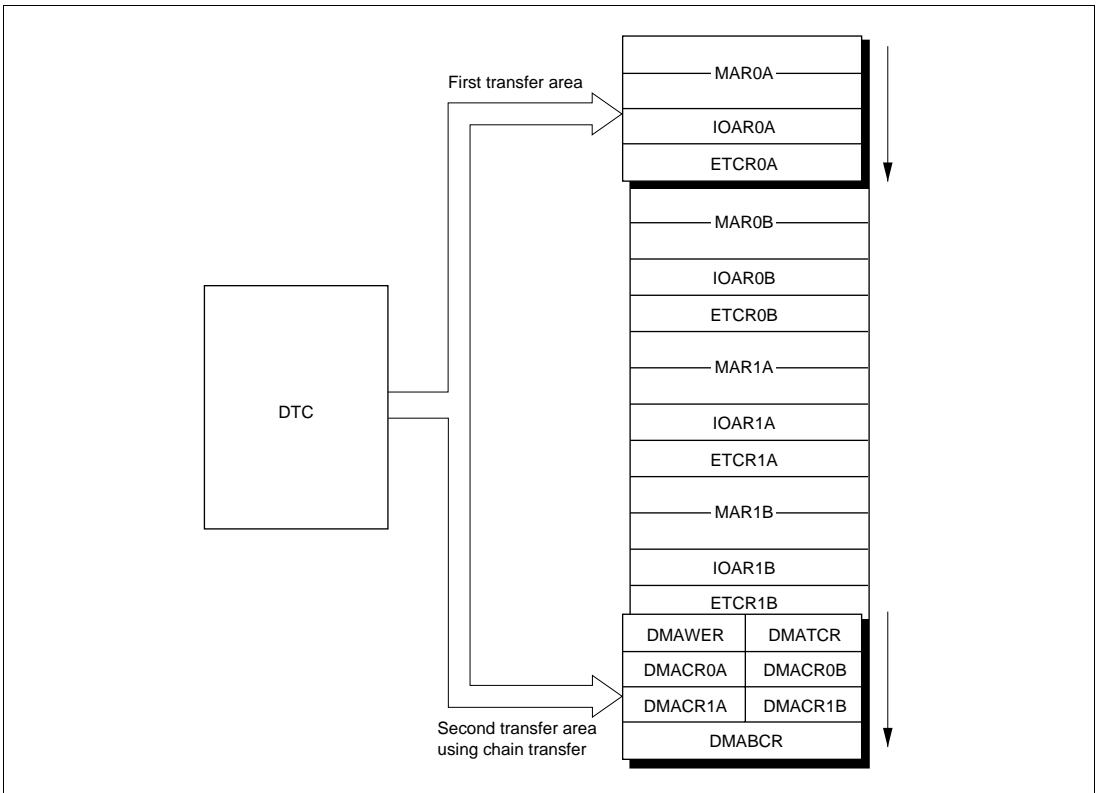 First transfer area
MAR0A
IOAR0A
ETCR0A
MAR0B
IOAR0B
ETCR0B
MAR1A
DTC
IOAR1A
ETCR1A
MAR1B
IOAR1B
ETCR1B
DMAWER DMATCR
DMACR0A DMACR0B
DMACR1A DMACR1B
Second transfer area
using chain transfer
DMABCR